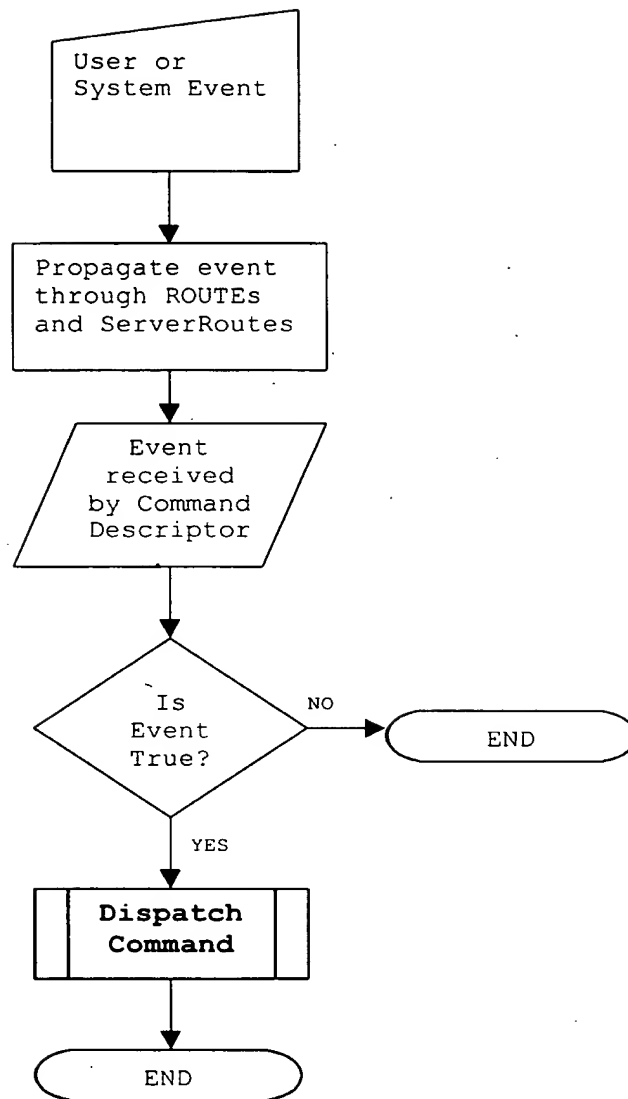 User or
System Event
Propagate event
through ROUTEs
and ServerRoutes
Event
received
by Command
Descriptor
Is
Event
True?
NO
END
YES
Dispatch
Command
END